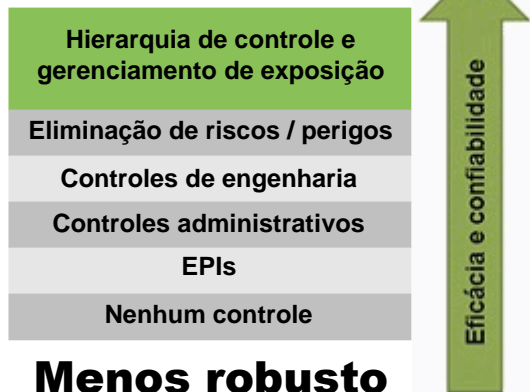 Hierarquia de controle e
gerenciamento de exposição
Eliminação de riscos / perigos
Controles de engenharia
Controles administrativos
EPIs
Nenhum controle
Menos robusto
Eficácia e confiabilidade